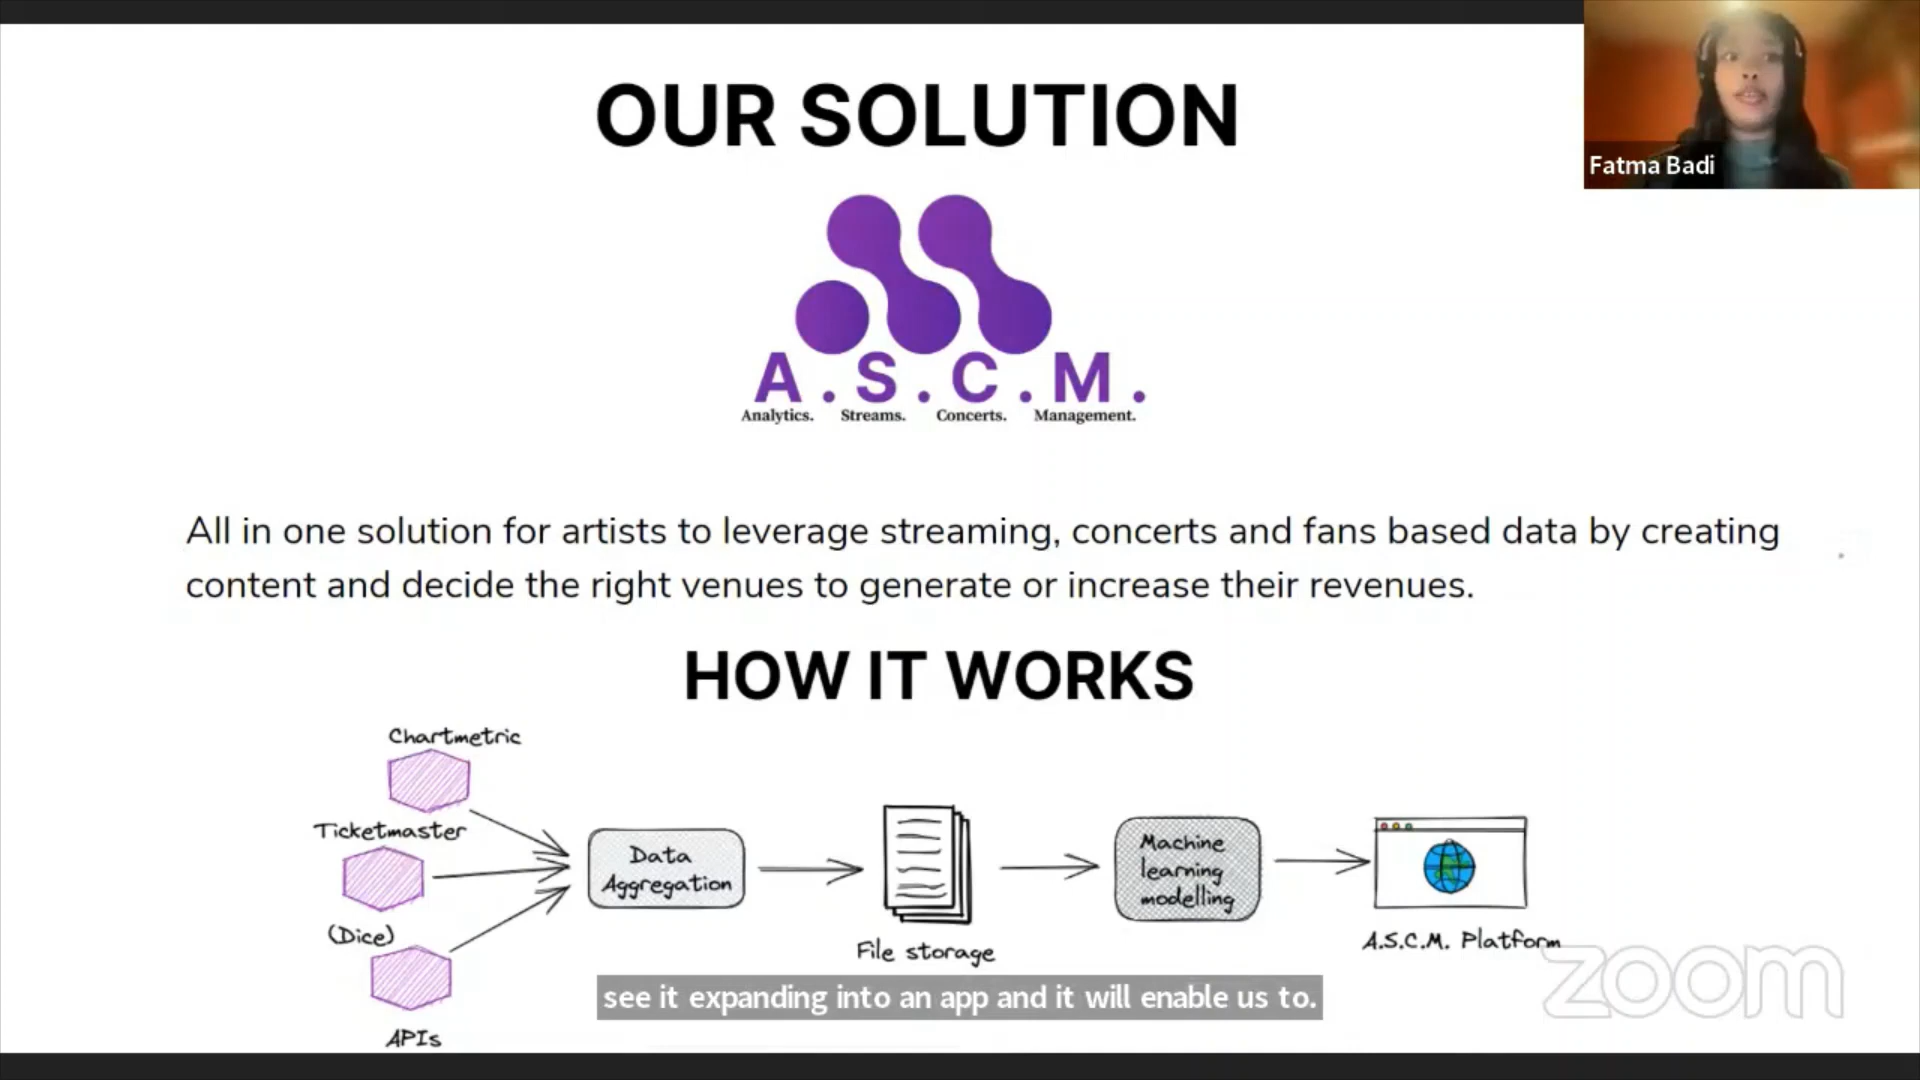 OUR SOLUTION
Fatma Badi
A.S.C.M.
Analytics. Streams. Concerts. Management.
All in one solution for artists to leverage streaming, concerts and fans based data by creating
content and decide the right venues to generate or increase their revenues.
HOW IT WORKS
Chartmetric
Ticketmaster
(Dice)
APIs
Data
Aggregation
File storage
Machine
learning
modelling
A.S.C.M. Platform
see it expanding into an app and it will enable us to.
zoom